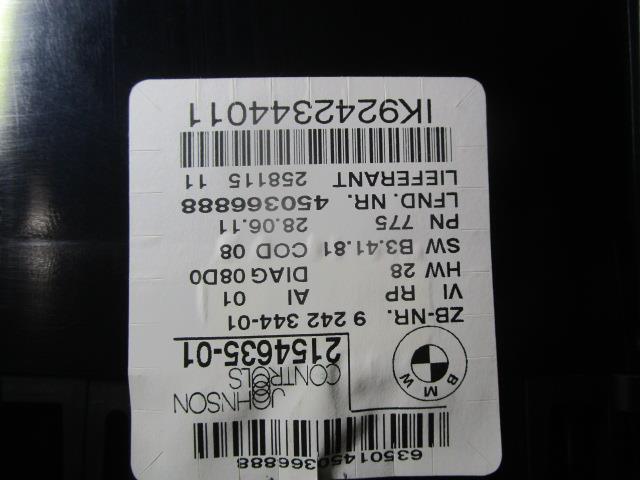 63501450366888
BMW
JOHNSON
CONTROLS
2154635-01
ZB-NR. 9 242 344-01
VI RP AI 01
HW 28 DIAG 08D0
SW B3.41.81 COD 08
PN 775 28.06.11
LFND. NR. 450366888
LIEFERANT 258115 11
IK9242344011